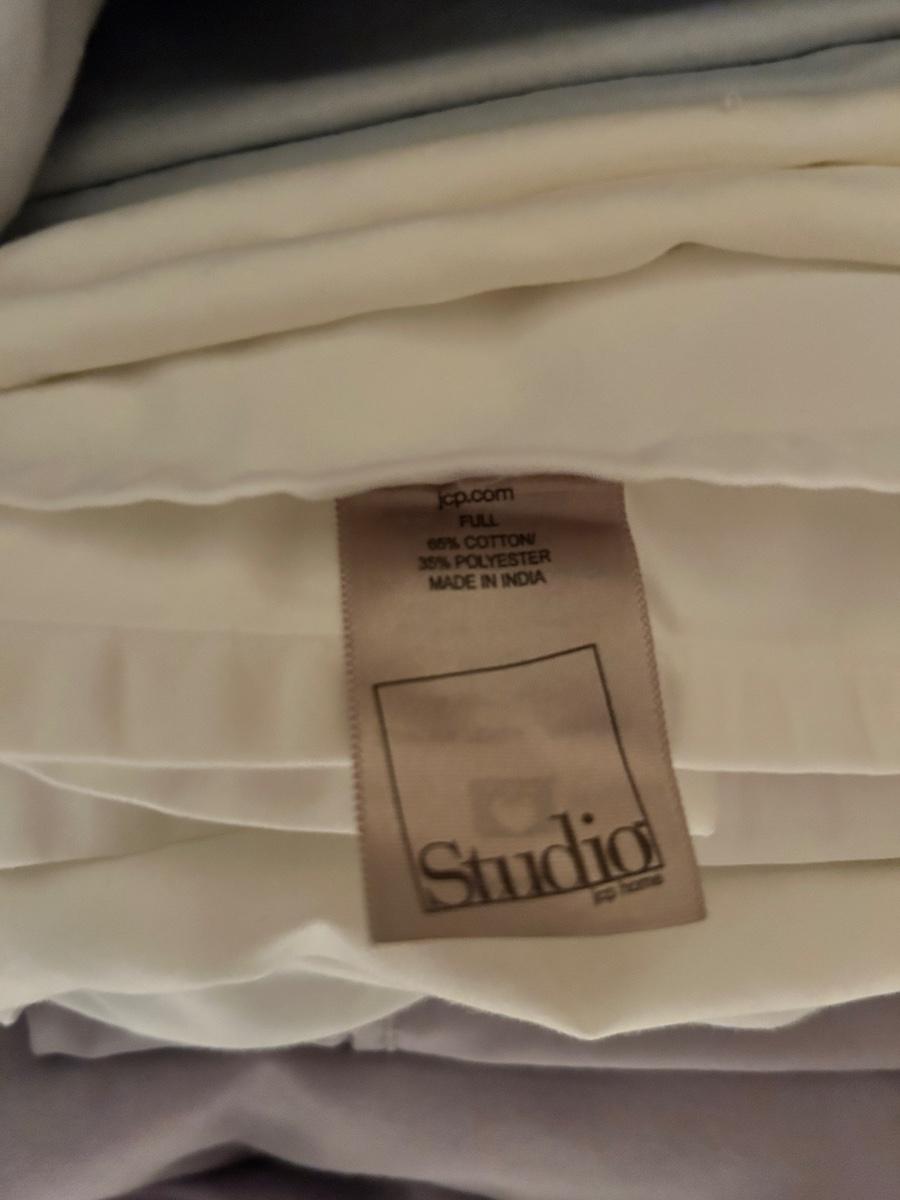 jcp.com
FULL
65% COTTON/
35% POLYESTER
MADE IN INDIA
Studio
jcp home